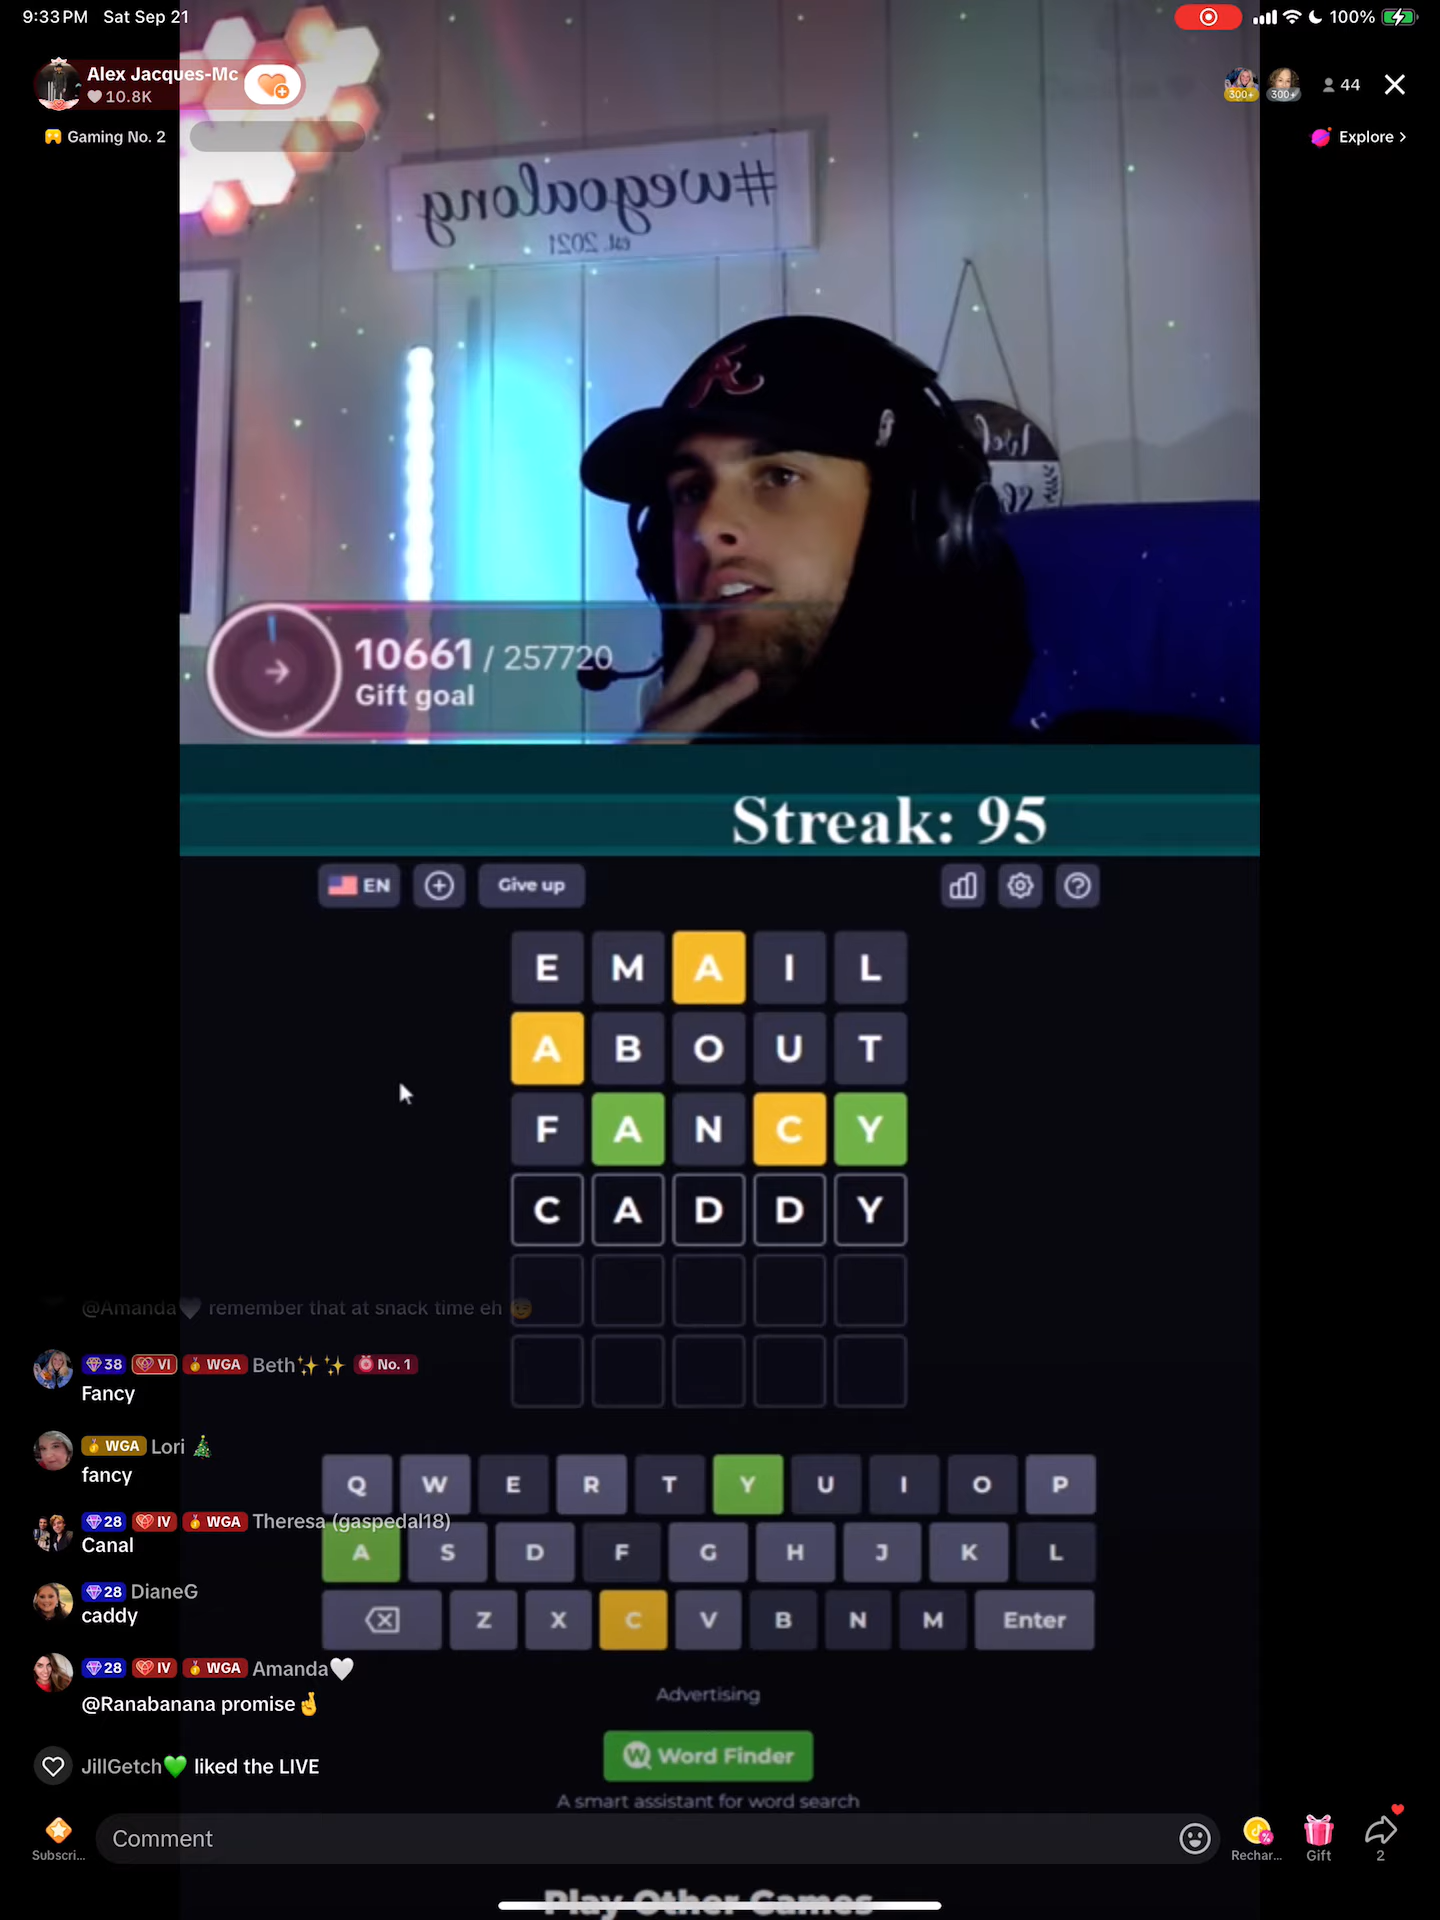 9:33 PM Sat Sep 21
100%
Alex Jacques-Mc
10.8K
300+
300+
44
Gaming No. 2
Explore >
#wegoalong
est. 2021
A
10661 / 257720
Gift goal
Streak: 95
EN
Give up
E M A I L
A B O U T
F A N C Y
C A D D Y
@Amanda🤍 remember that at snack time eh
38 VI WGA Beth✨✨ No. 1
Fancy
WGA Lori 🎄
fancy
28 IV WGA Theresa (gaspedal18)
Canal
28 DianeG
caddy
28 IV WGA Amanda🤍
@Ranabanana promise🤞
JillGetch💚 liked the LIVE
Q W E R T Y U I O P
A S D F G H J K L
Z X C V B N M Enter
Advertising
Word Finder
A smart assistant for word search
Comment
Subscri...
Rechar...
Gift
2
Play Other Games